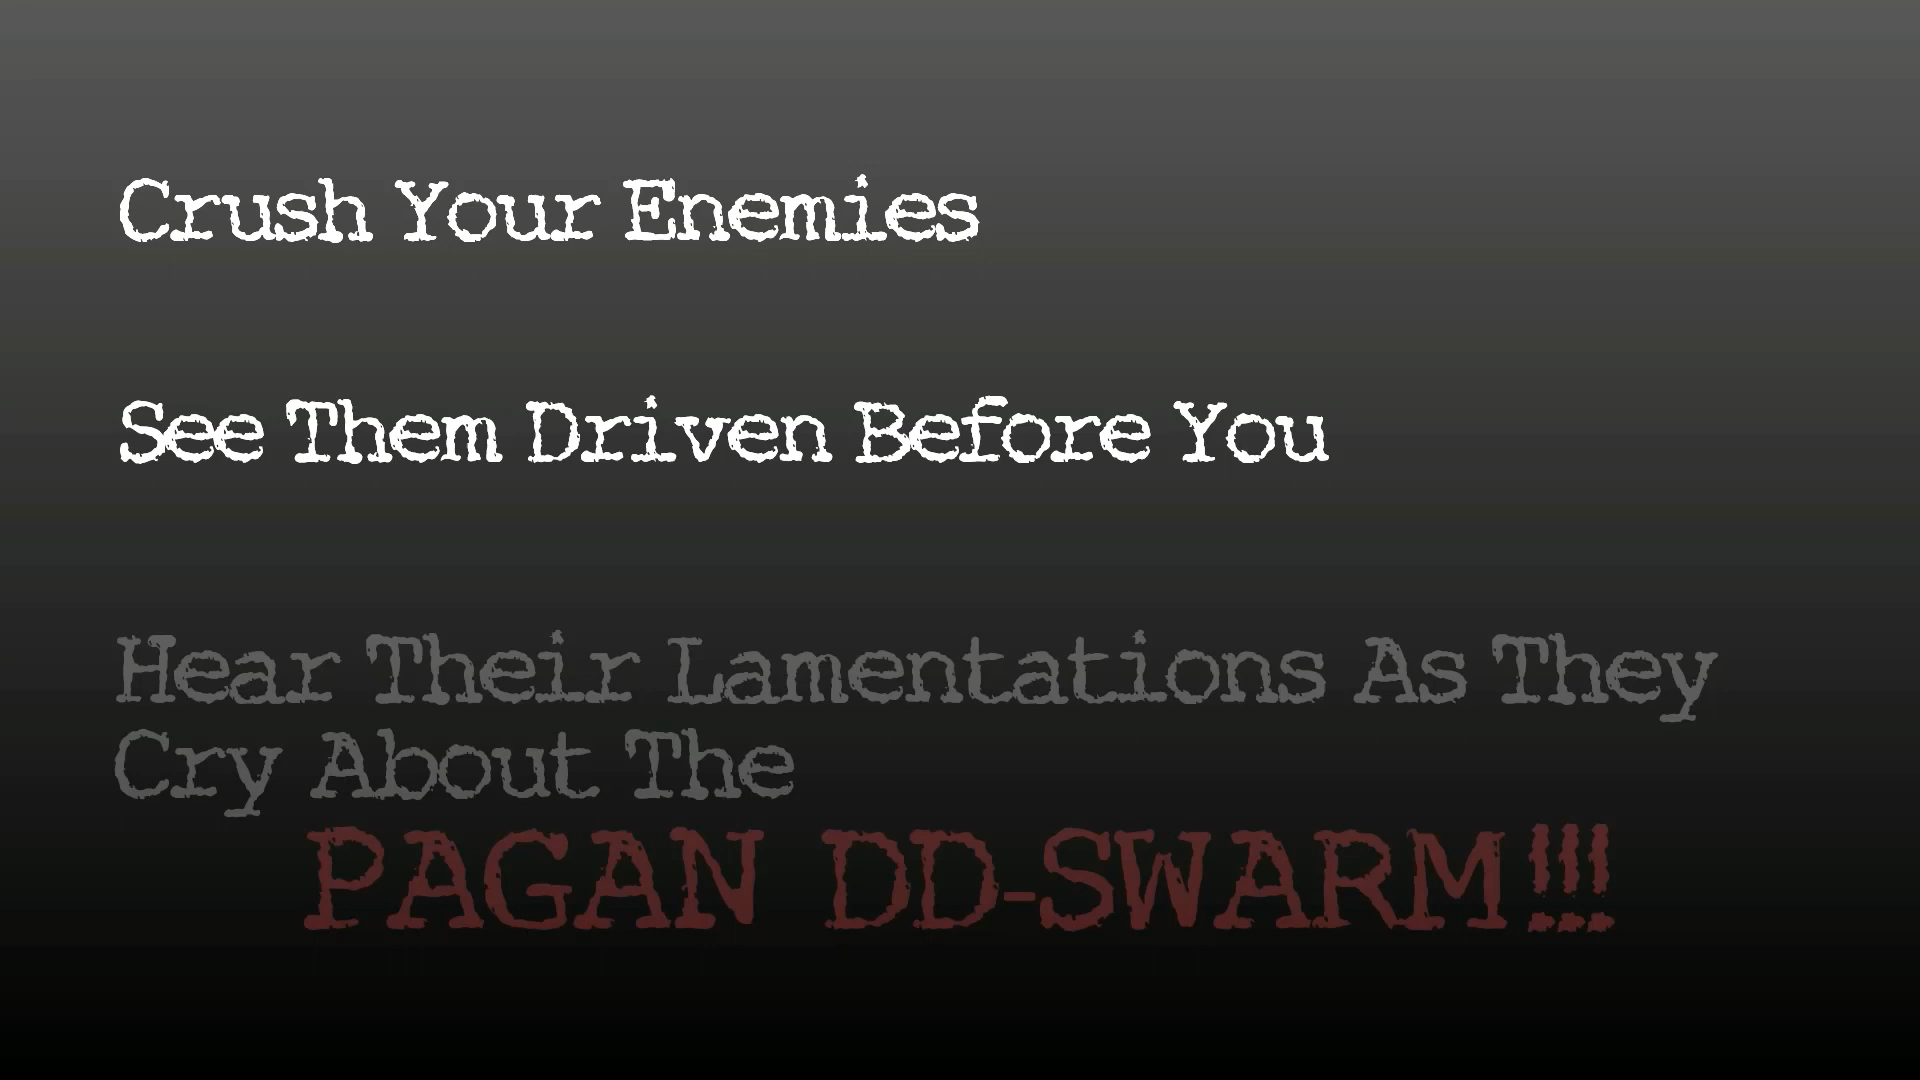 Crush Your Enemies
See Them Driven Before You
Hear Their Lamentations As They
Cry About The
PAGAN DD-SWARM!!!